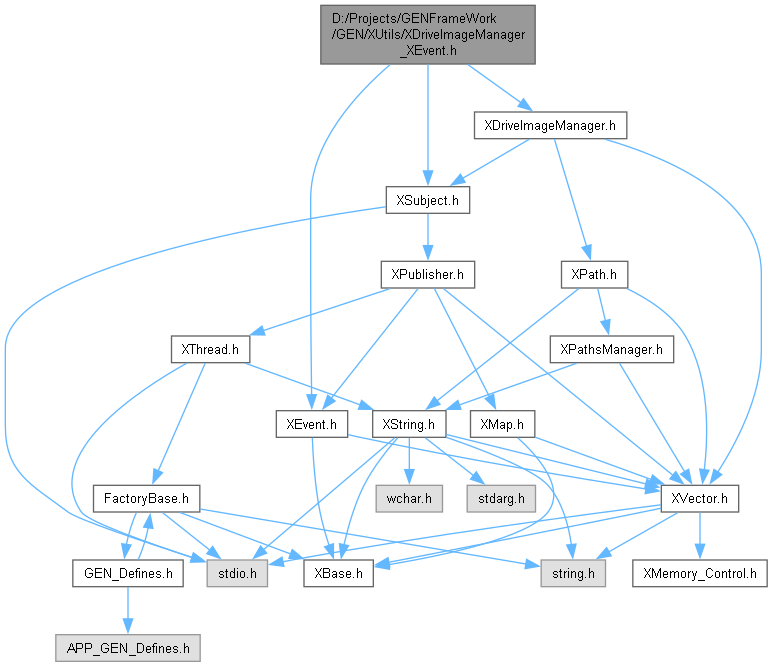 D:/Projects/GENFrameWork
/GEN/XUtils/XDriveImageManager
_XEvent.h
XDriveImageManager.h
XSubject.h
XPublisher.h
XPath.h
XThread.h
XPathsManager.h
XEvent.h
XString.h
XMap.h
FactoryBase.h
wchar.h
stdarg.h
XVector.h
GEN_Defines.h
stdio.h
XBase.h
string.h
XMemory_Control.h
APP_GEN_Defines.h